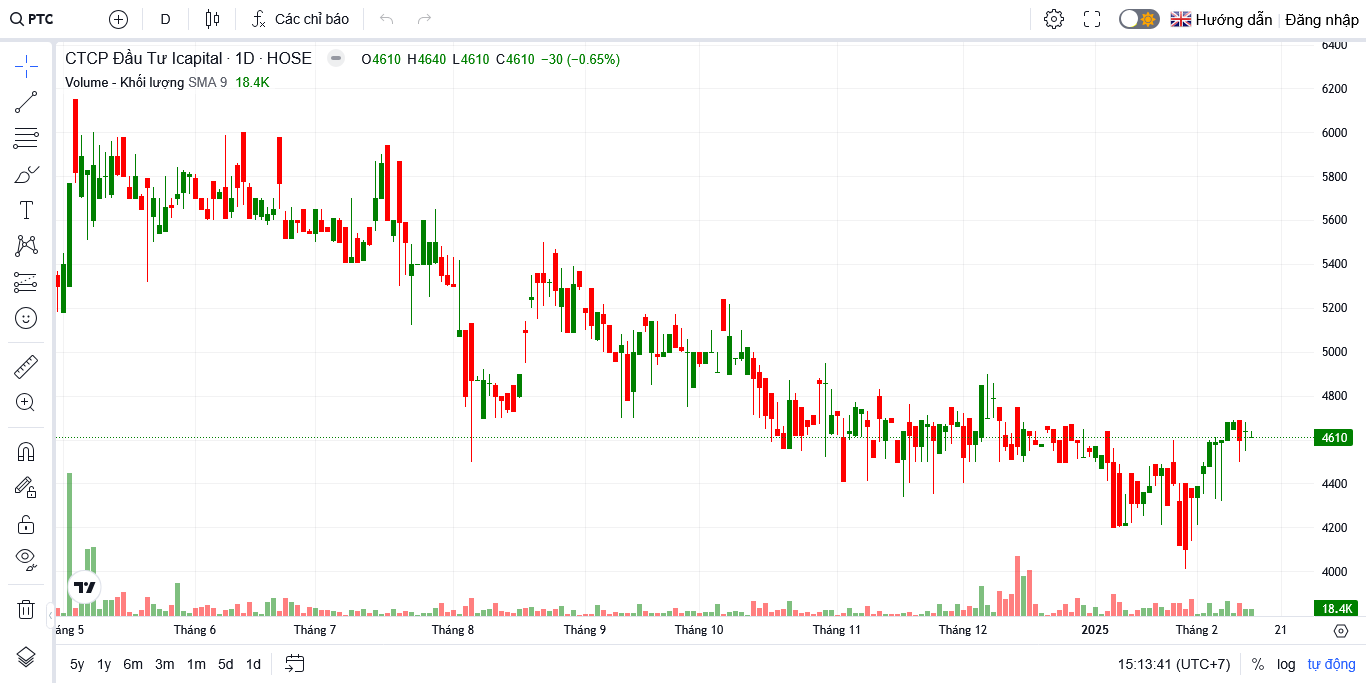 PTC D Các chỉ báo Hướng dẫn Đăng nhập
CTCP Đầu Tư Icapital · 1D · HOSE O4610 H4640 L4610 C4610 −30 (−0.65%)
Volume - Khối lượng SMA 9 18.4K
6400
6200
6000
5800
5600
5400
5200
5000
4800
4610
4400
4200
4000
18.4K
áng 5 Tháng 6 Tháng 7 Tháng 8 Tháng 9 Tháng 10 Tháng 11 Tháng 12 2025 Tháng 2 21
5y 1y 6m 3m 1m 5d 1d 15:13:41 (UTC+7) % log tự động